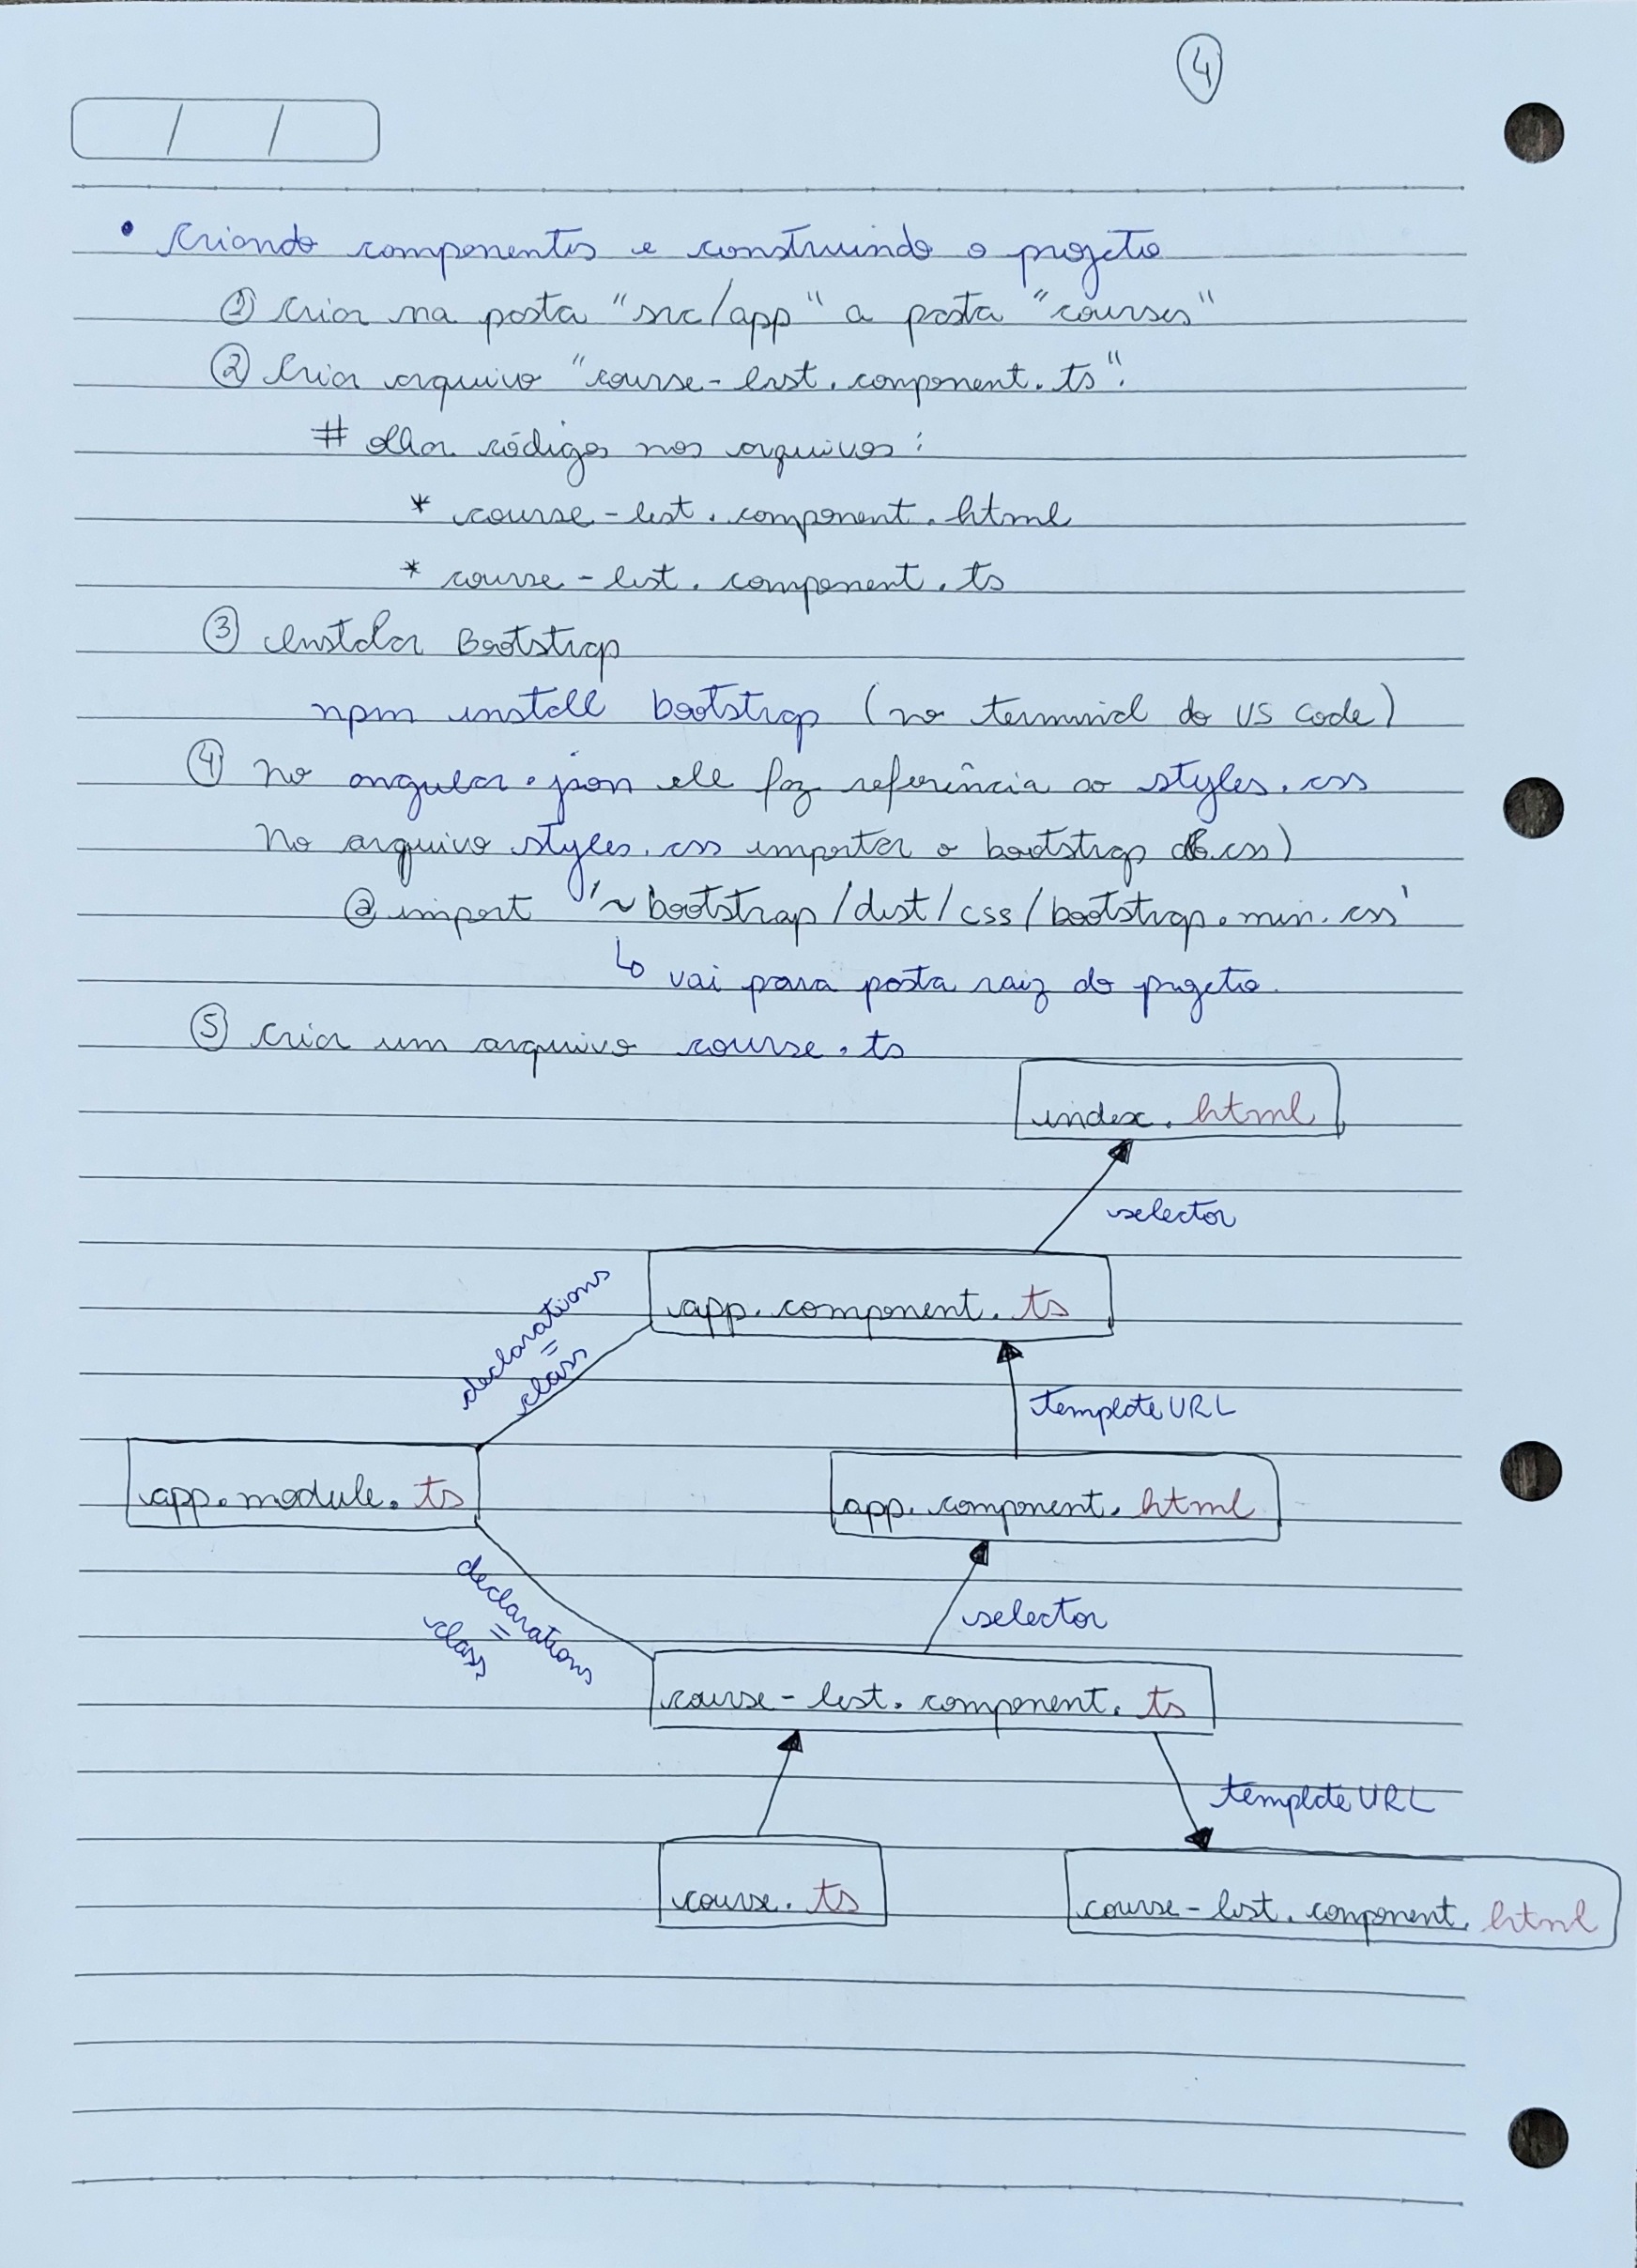 4
/ /
• Criando componentes e construindo o projeto
① Criar na pasta "src/app" a pasta "courses"
② Criar arquivo "course-list.component.ts".
# olhar códigos nos arquivos:
* course-list.component.html
* course-list.component.ts
③ Instalar Bootstrap
npm install bootstrap (no terminal do VS Code)
④ No angular.json ele faz referência ao styles.css
No arquivo styles.css importar o bootstrap (.css)
@import '~bootstrap/dist/css/bootstrap.min.css'
↳ vai para pasta raiz do projeto.
⑤ Criar um arquivo course.ts
index.html
selector
app.component.ts
declarations
=
class
templateURL
app.module.ts
app.component.html
selector
declarations
=
class
course-list.component.ts
templateURL
course.ts
course-list.component.html